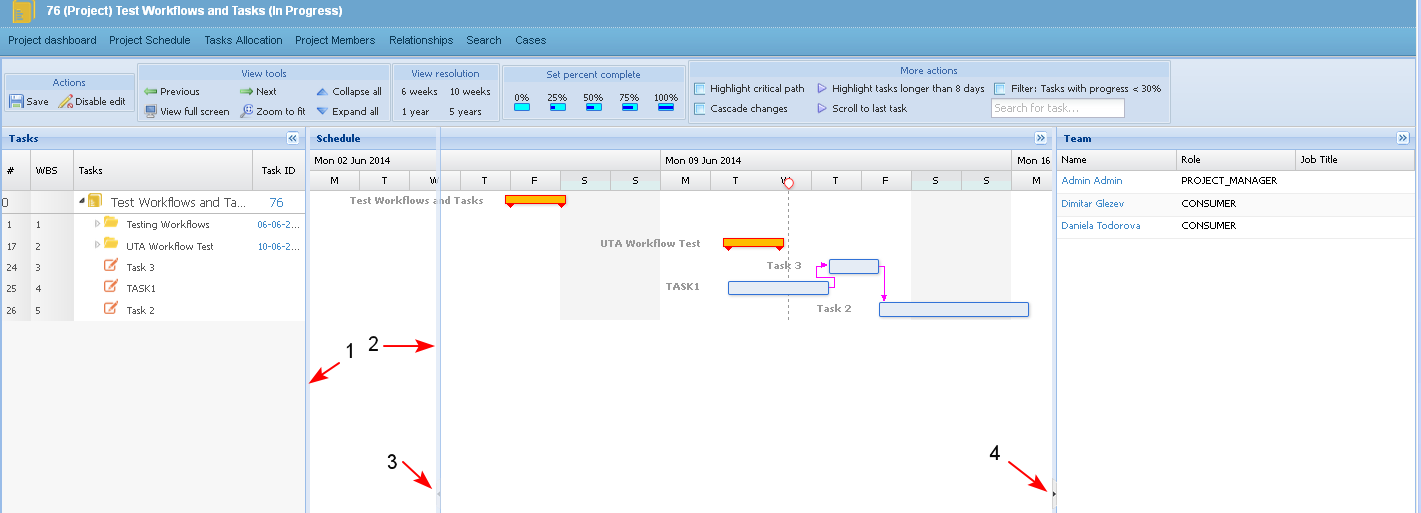 76 (Project) Test Workflows and Tasks (In Progress)
Project dashboard Project Schedule Tasks Allocation Project Members Relationships Search Cases
Actions View tools View resolution Set percent complete More actions
Save Disable edit
Previous Next Collapse all
View full screen Zoom to fit Expand all
6 weeks 10 weeks
1 year 5 years
0% 25% 50% 75% 100%
Highlight critical path Highlight tasks longer than 8 days Filter: Tasks with progress < 30%
Cascade changes Scroll to last task Search for task...
Tasks Schedule Team
# WBS Tasks Task ID
Mon 02 Jun 2014 Mon 09 Jun 2014 Mon 16
M T W T F S S M T W T F S S M
Name Role Job Title
0 Test Workflows and Ta... 76
1 1 Testing Workflows 06-06-2...
17 2 UTA Workflow Test 10-06-2...
24 3 Task 3
25 4 TASK1
26 5 Task 2
Test Workflows and Tasks
UTA Workflow Test
Task 3
TASK1
Task 2
Admin Admin PROJECT_MANAGER
Dimitar Glezev CONSUMER
Daniela Todorova CONSUMER
1
2
3
4